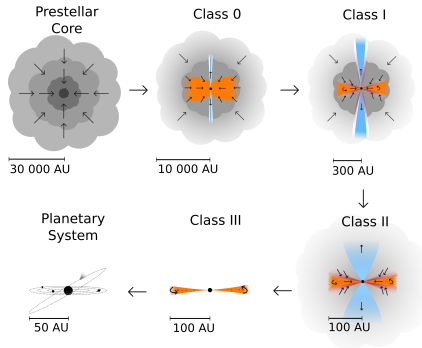 Prestellar
Core
Class 0
Class I
30 000 AU
10 000 AU
300 AU
Planetary
System
Class III
Class II
50 AU
100 AU
100 AU